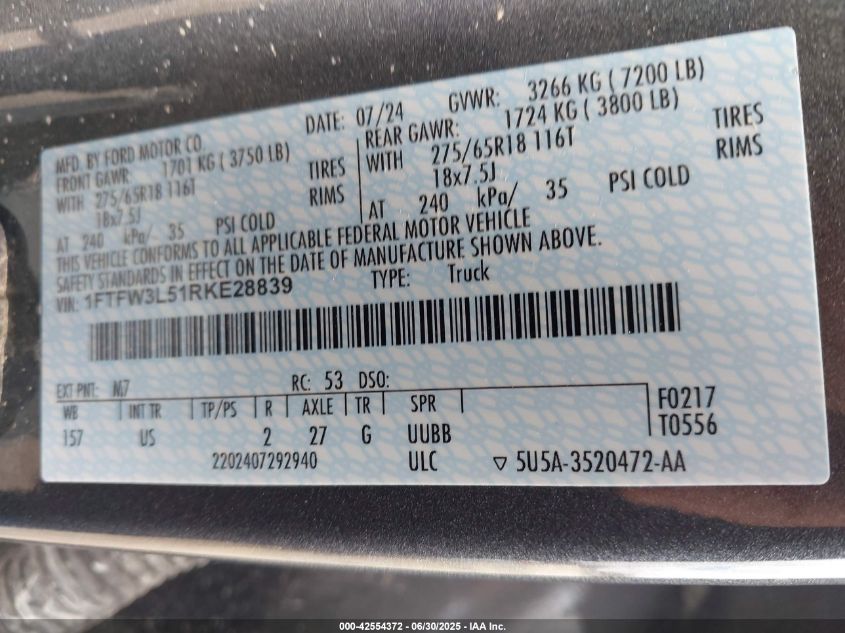 MFD. BY FORD MOTOR CO.
DATE: 07/24 GVWR: 3266 KG ( 7200 LB)
FRONT GAWR: 1701 KG ( 3750 LB)
WITH 275/65R18 116T TIRES
18x7.5J RIMS
AT 240 kPa/ 35 PSI COLD
REAR GAWR: 1724 KG ( 3800 LB)
WITH 275/65R18 116T TIRES
18x7.5J RIMS
AT 240 kPa/ 35 PSI COLD
THIS VEHICLE CONFORMS TO ALL APPLICABLE FEDERAL MOTOR VEHICLE
SAFETY STANDARDS IN EFFECT ON THE DATE OF MANUFACTURE SHOWN ABOVE.
VIN: 1FTFW3L51RKE28839 TYPE: Truck
EXT PNT: M7 RC: 53 DSO:
WB INT TR TP/PS R AXLE TR SPR
157 US 2 27 G UUBB
F0217
T0556
2202407292940 ULC ▽ 5U5A-3520472-AA
000-42554372 - 06/30/2025 - IAA Inc.